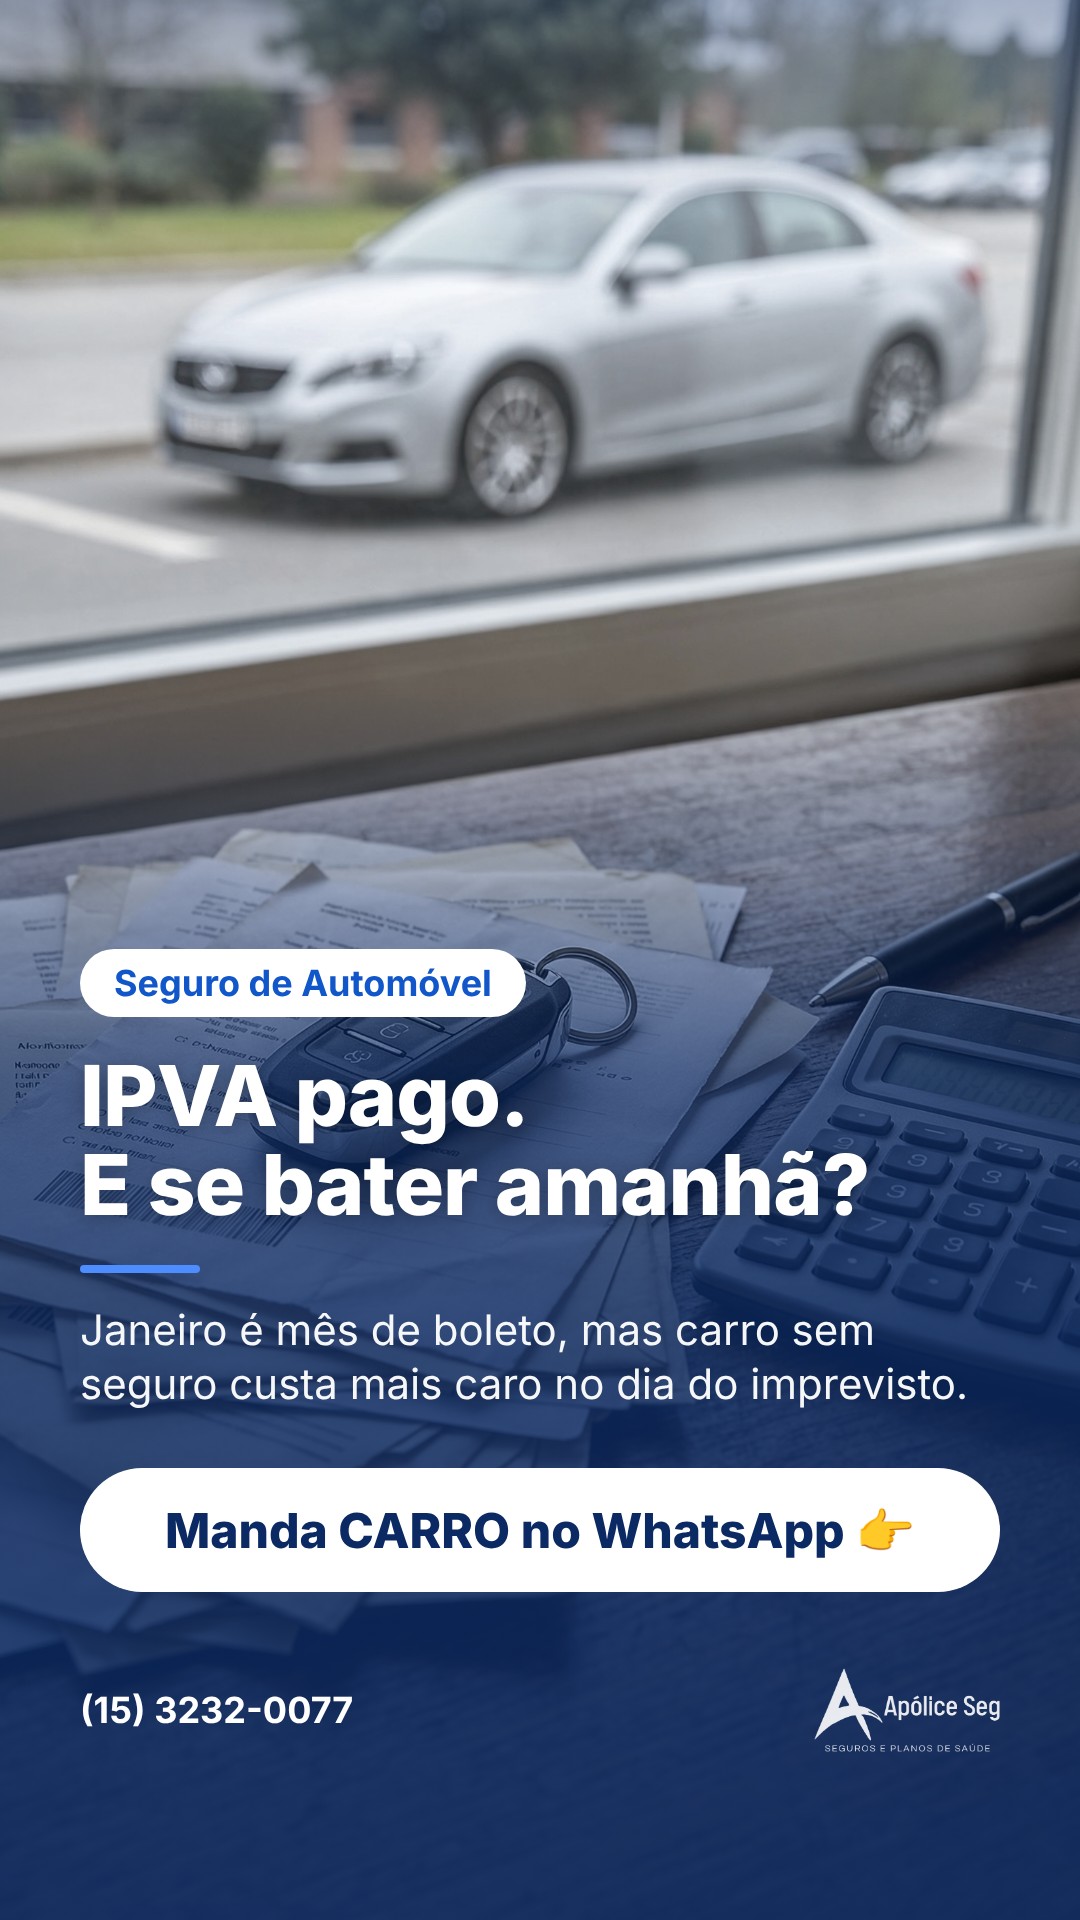 Seguro de Automóvel
IPVA pago.
E se bater amanhã?
Janeiro é mês de boleto, mas carro sem
seguro custa mais caro no dia do imprevisto.
Manda CARRO no WhatsApp 👉
(15) 3232-0077
Apólice Seg
SEGUROS E PLANOS DE SAÚDE